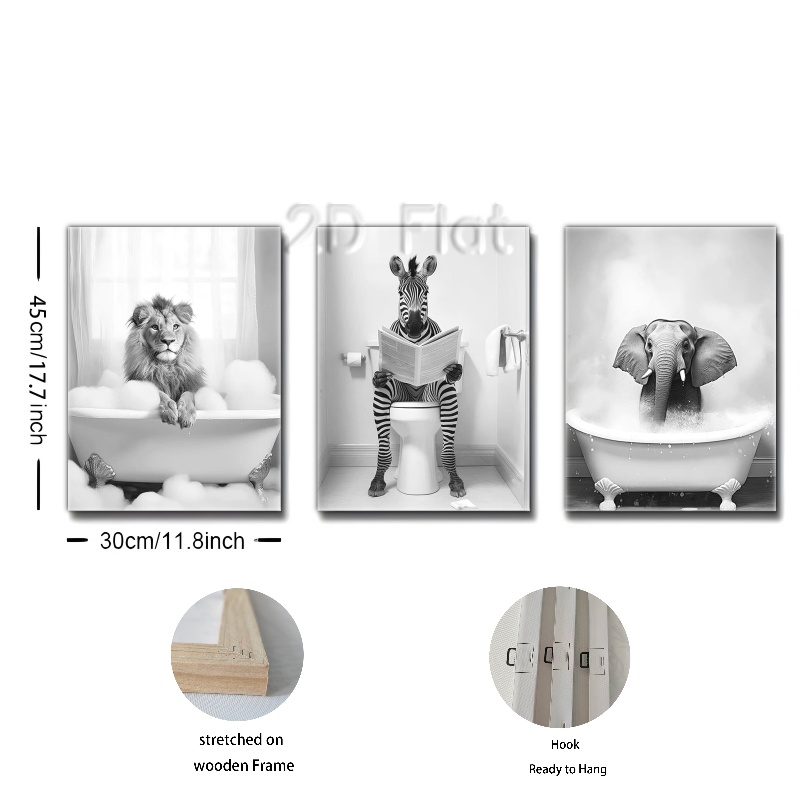 2D Flat
45cm/17.7inch
30cm/11.8inch
stretched on
wooden Frame
Hook
Ready to Hang